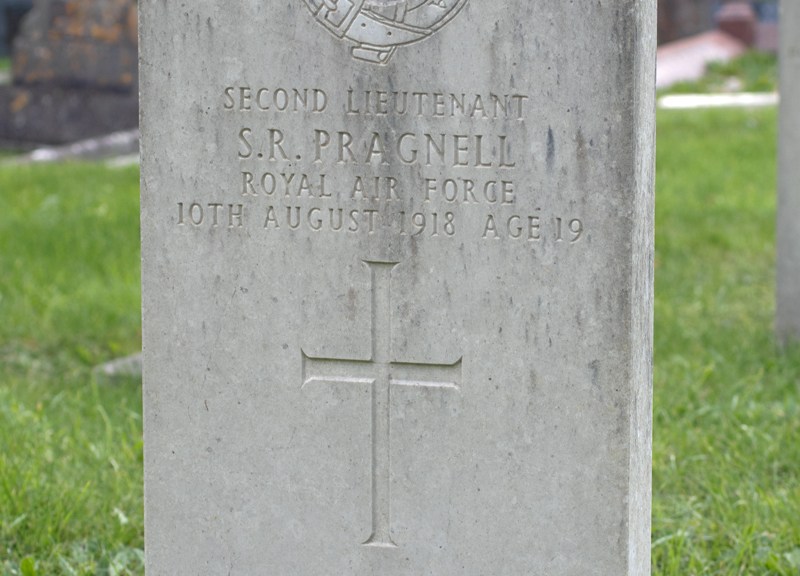 SECOND LIEUTENANT
S.R. PRAGNELL
ROYAL AIR FORCE
10TH AUGUST 1918 AGE 19